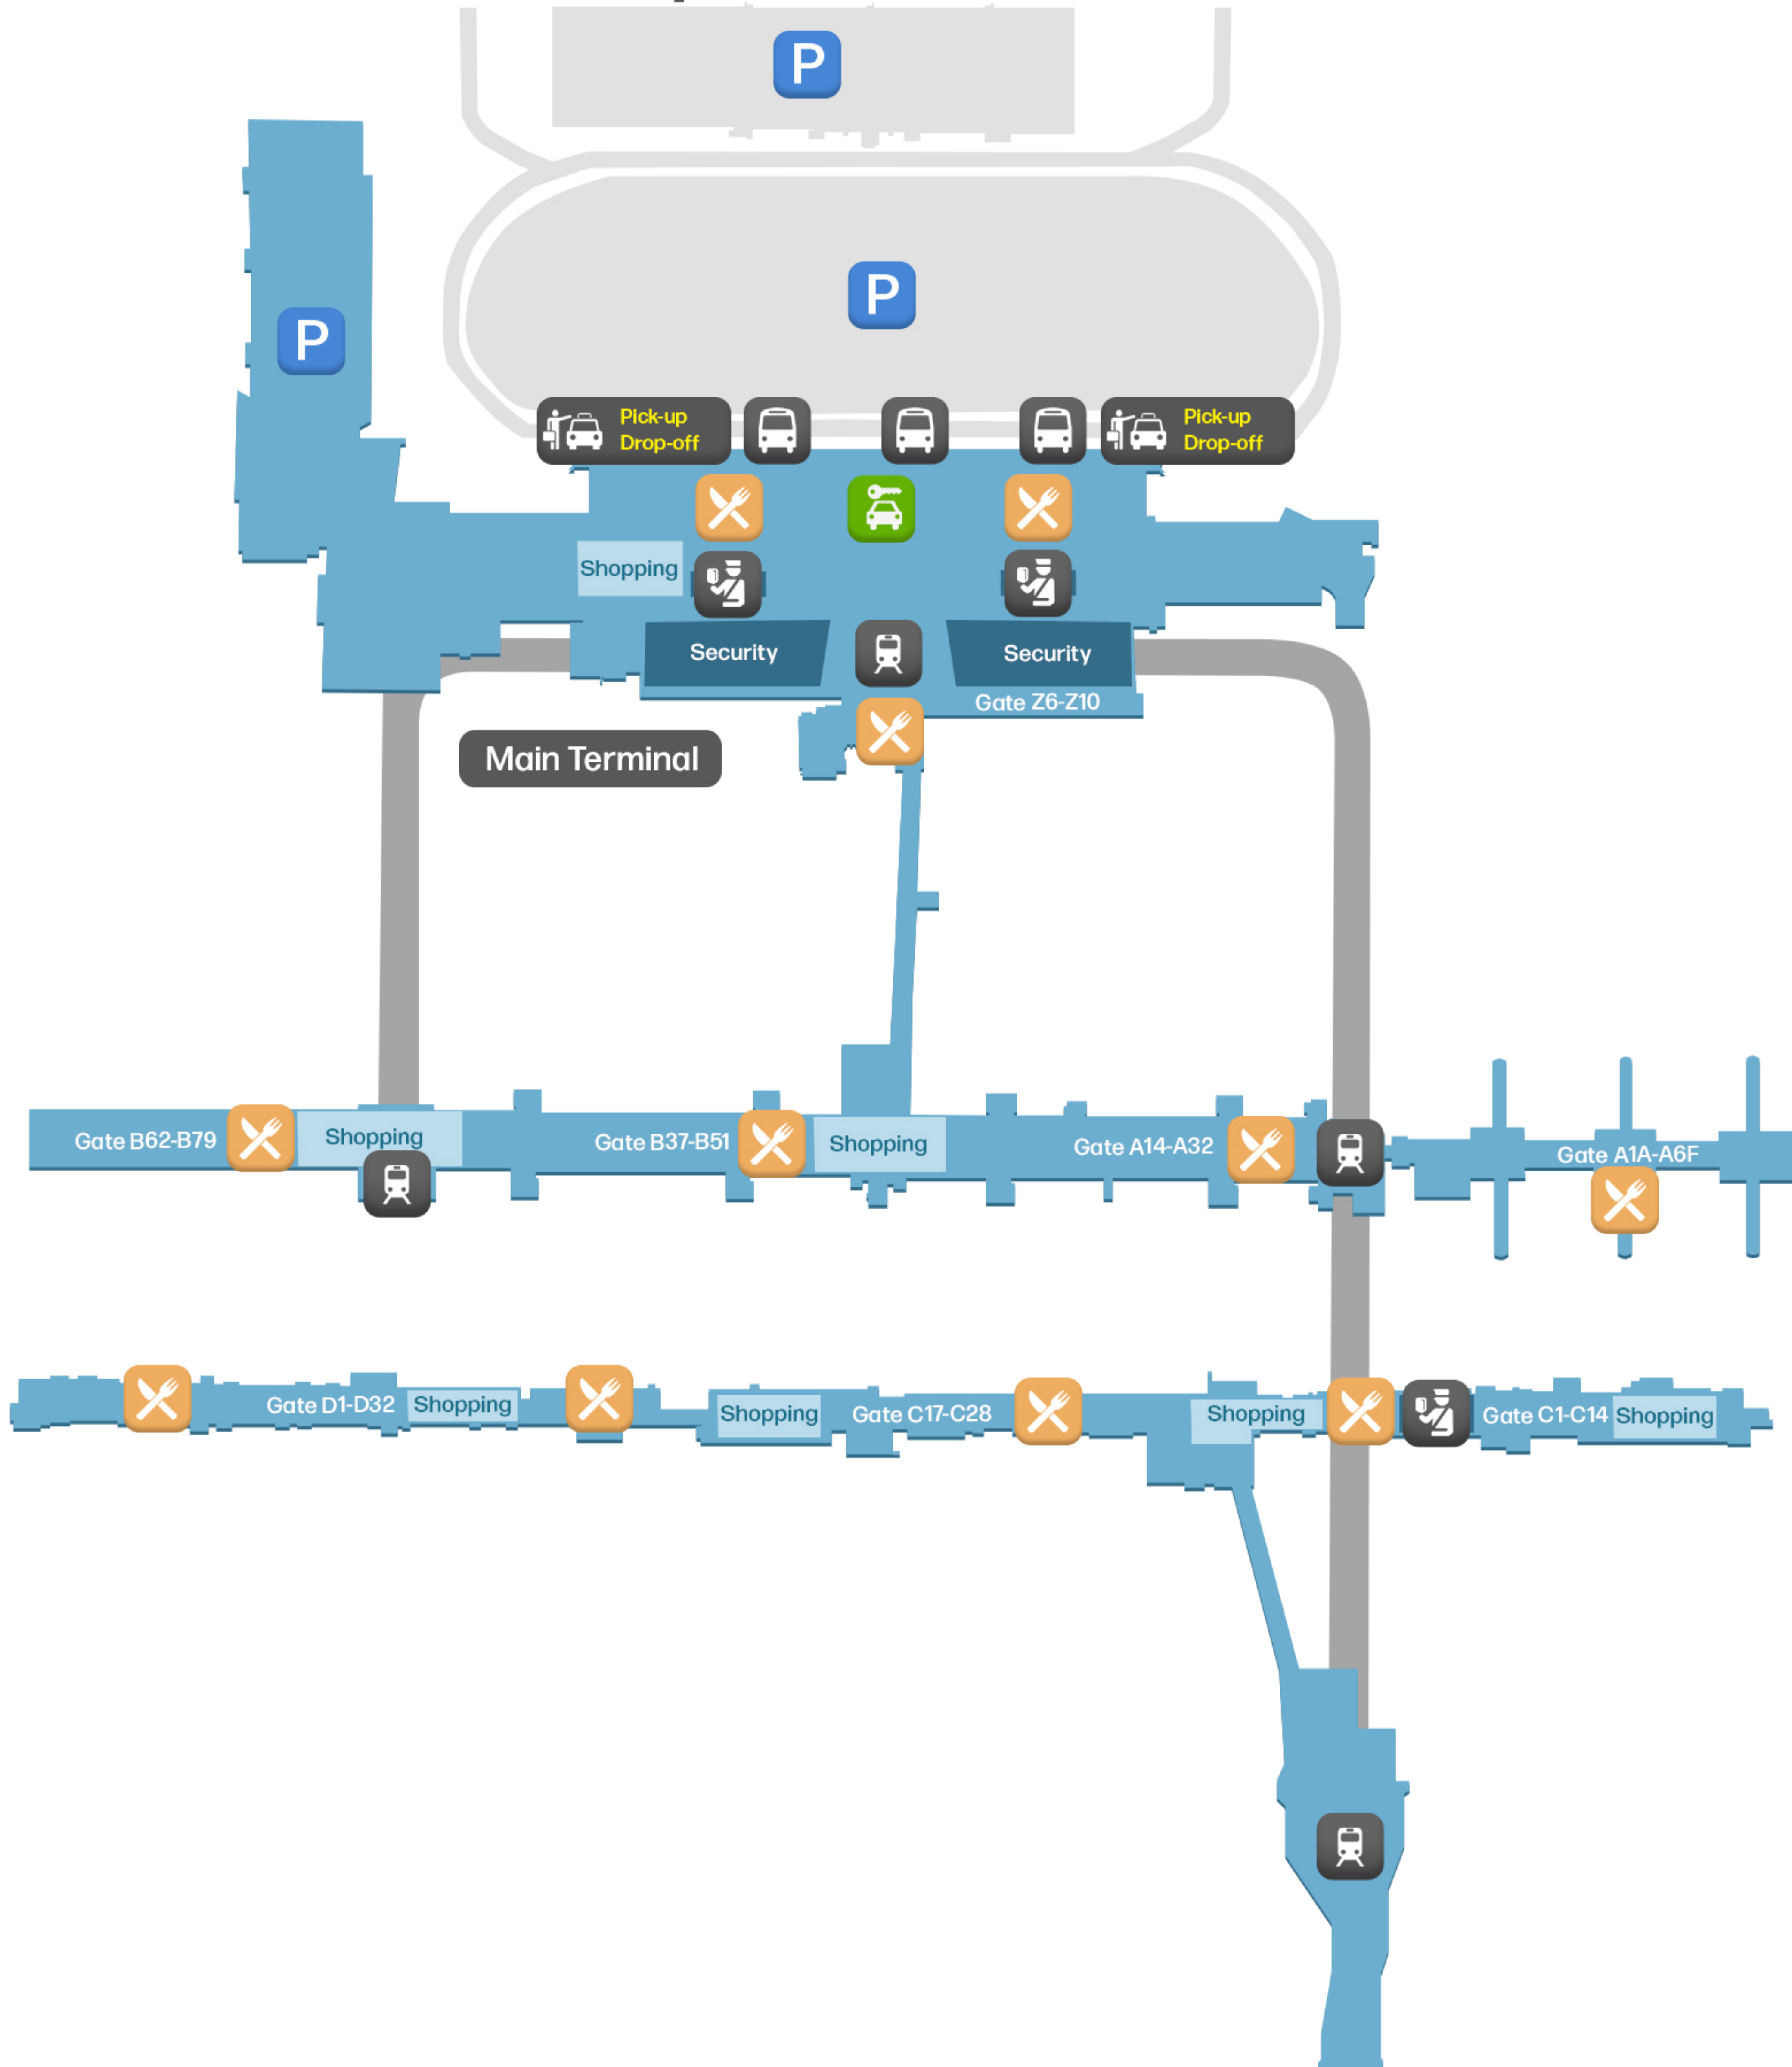 P
P
P
Pick-up
Drop-off
Pick-up
Drop-off
Shopping
Security
Security
Gate Z6-Z10
Main Terminal
Gate B62-B79
Shopping
Gate B37-B51
Shopping
Gate A14-A32
Gate A1A-A6F
Gate D1-D32
Shopping
Shopping
Gate C17-C28
Shopping
Gate C1-C14
Shopping